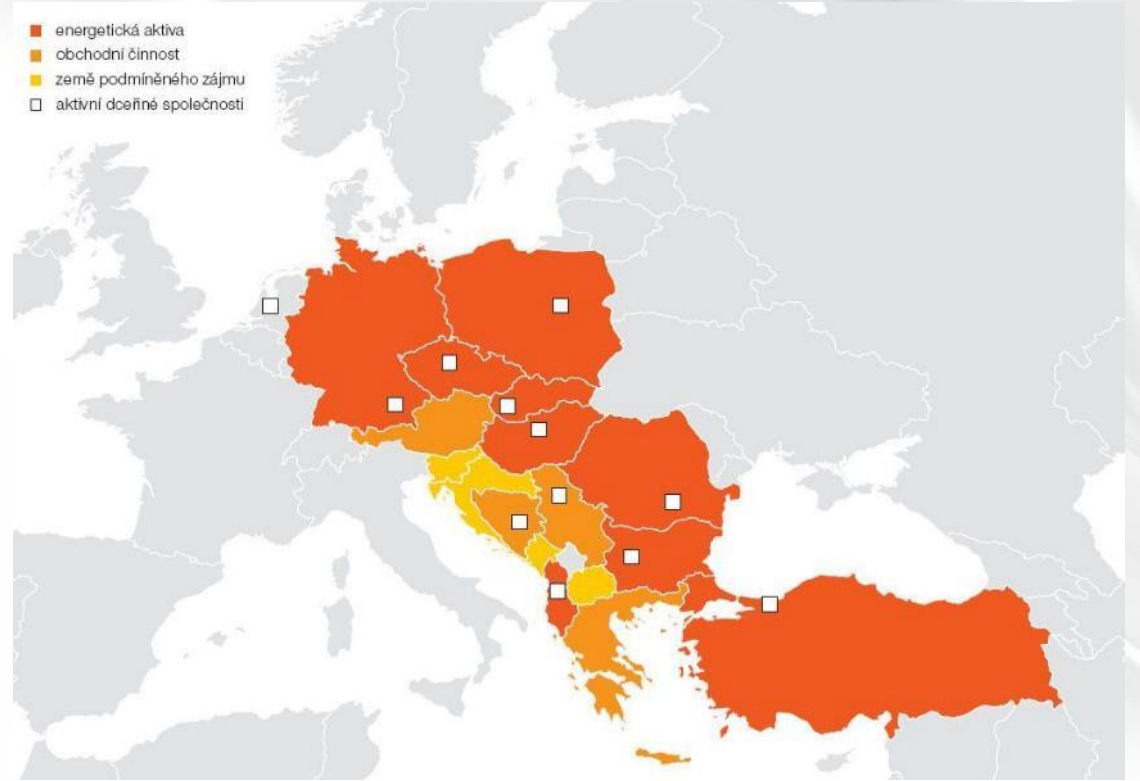 energetická aktiva
obchodní činnost
země podmíněného zájmu
aktivní dceřiné společnosti